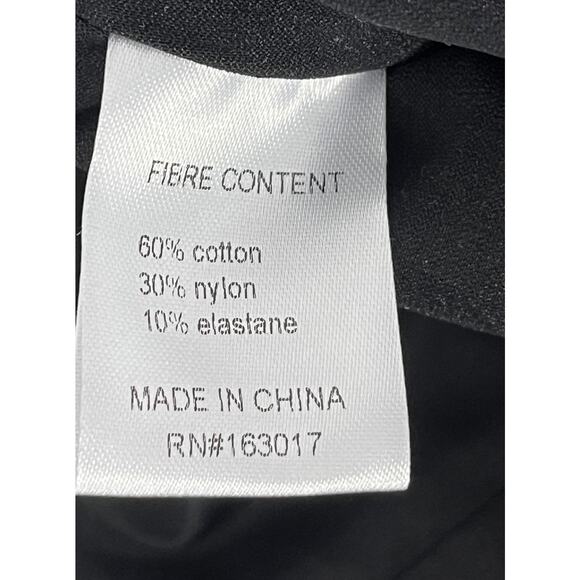 FIBRE CONTENT
60% cotton
30% nylon
10% elastane
MADE IN CHINA
RN#163017